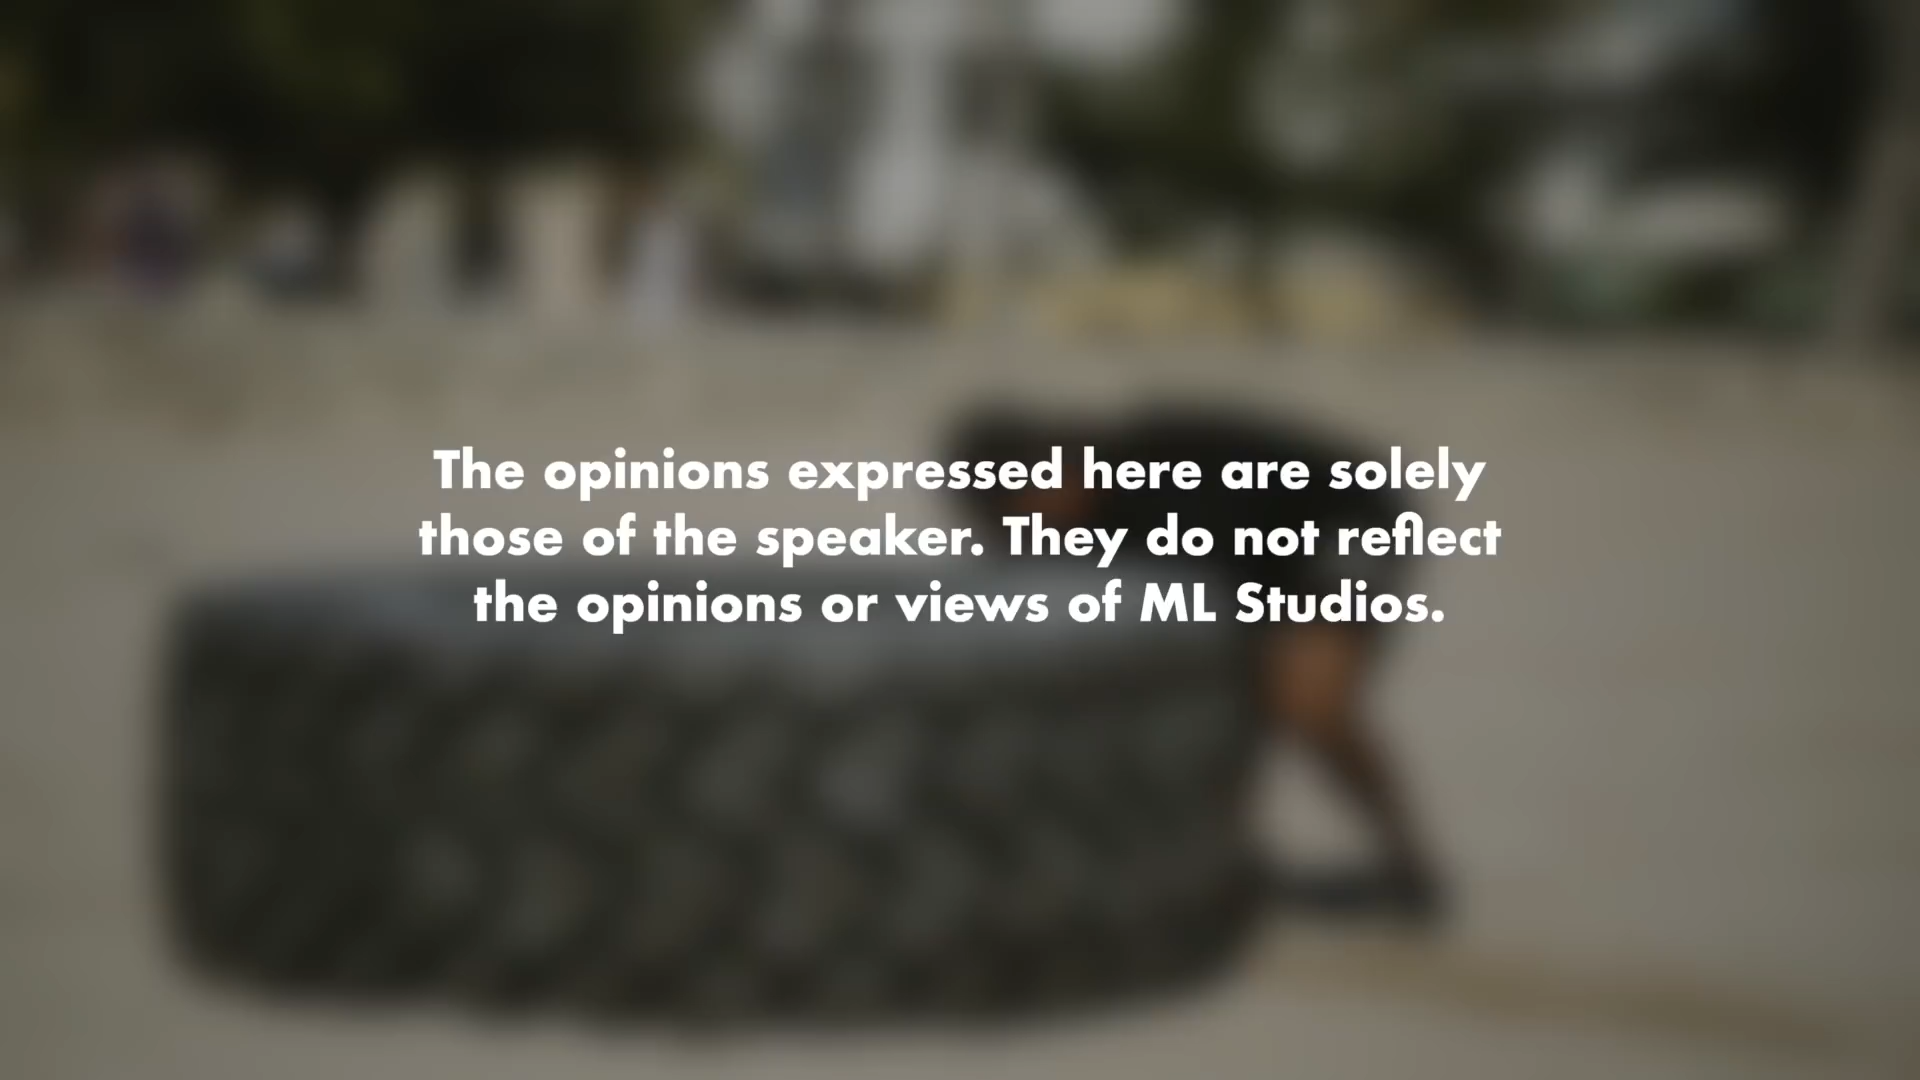 The opinions expressed here are solely
those of the speaker. They do not reflect
the opinions or views of ML Studios.